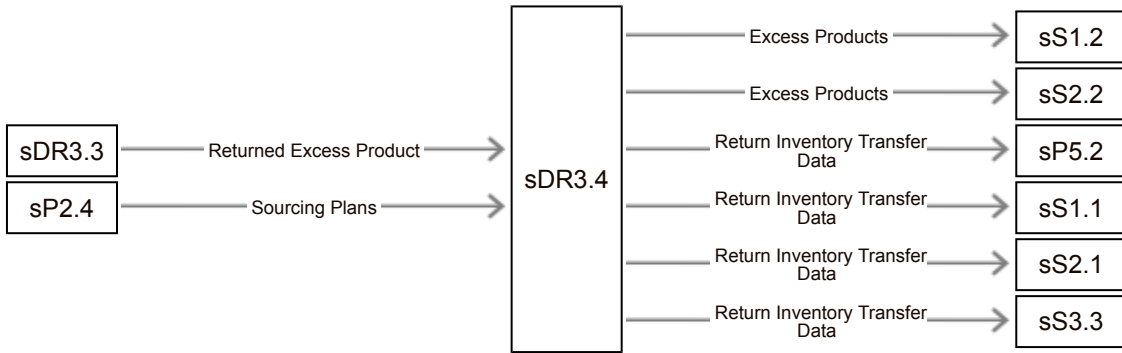 Excess Products
sS1.2
Excess Products
sS2.2
sDR3.3
Returned Excess Product
Return Inventory Transfer
Data
sP5.2
sDR3.4
sP2.4
Sourcing Plans
Return Inventory Transfer
Data
sS1.1
Return Inventory Transfer
Data
sS2.1
Return Inventory Transfer
Data
sS3.3